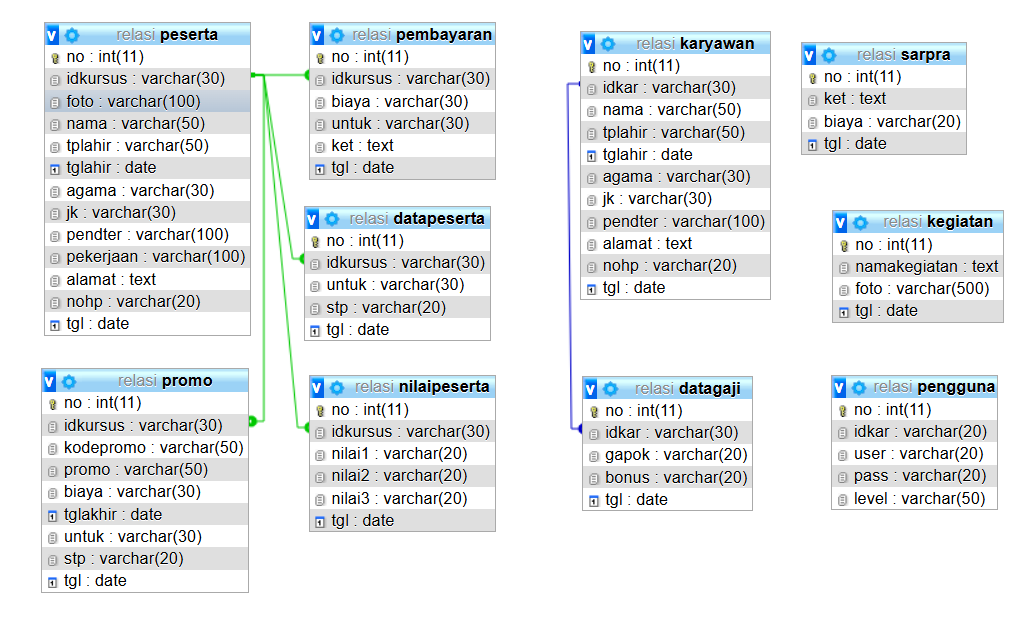 relasi peserta
no : int(11)
idkursus : varchar(30)
foto : varchar(100)
nama : varchar(50)
tplahir : varchar(50)
tglahir : date
agama : varchar(30)
jk : varchar(30)
pendter : varchar(100)
pekerjaan : varchar(100)
alamat : text
nohp : varchar(20)
tgl : date
relasi pembayaran
no : int(11)
idkursus : varchar(30)
biaya : varchar(30)
untuk : varchar(30)
ket : text
tgl : date
relasi datapeserta
no : int(11)
idkursus : varchar(30)
untuk : varchar(30)
stp : varchar(20)
tgl : date
relasi promo
no : int(11)
idkursus : varchar(30)
kodepromo : varchar(50)
promo : varchar(50)
biaya : varchar(30)
tglakhir : date
untuk : varchar(30)
stp : varchar(20)
tgl : date
relasi nilaipeserta
no : int(11)
idkursus : varchar(30)
nilai1 : varchar(20)
nilai2 : varchar(20)
nilai3 : varchar(20)
tgl : date
relasi karyawan
no : int(11)
idkar : varchar(30)
nama : varchar(50)
tplahir : varchar(50)
tglahir : date
agama : varchar(30)
jk : varchar(30)
pendter : varchar(100)
alamat : text
nohp : varchar(20)
tgl : date
relasi datagaji
no : int(11)
idkar : varchar(30)
gapok : varchar(20)
bonus : varchar(20)
tgl : date
relasi sarpra
no : int(11)
ket : text
biaya : varchar(20)
tgl : date
relasi kegiatan
no : int(11)
namakegiatan : text
foto : varchar(500)
tgl : date
relasi pengguna
no : int(11)
idkar : varchar(20)
user : varchar(20)
pass : varchar(20)
level : varchar(50)